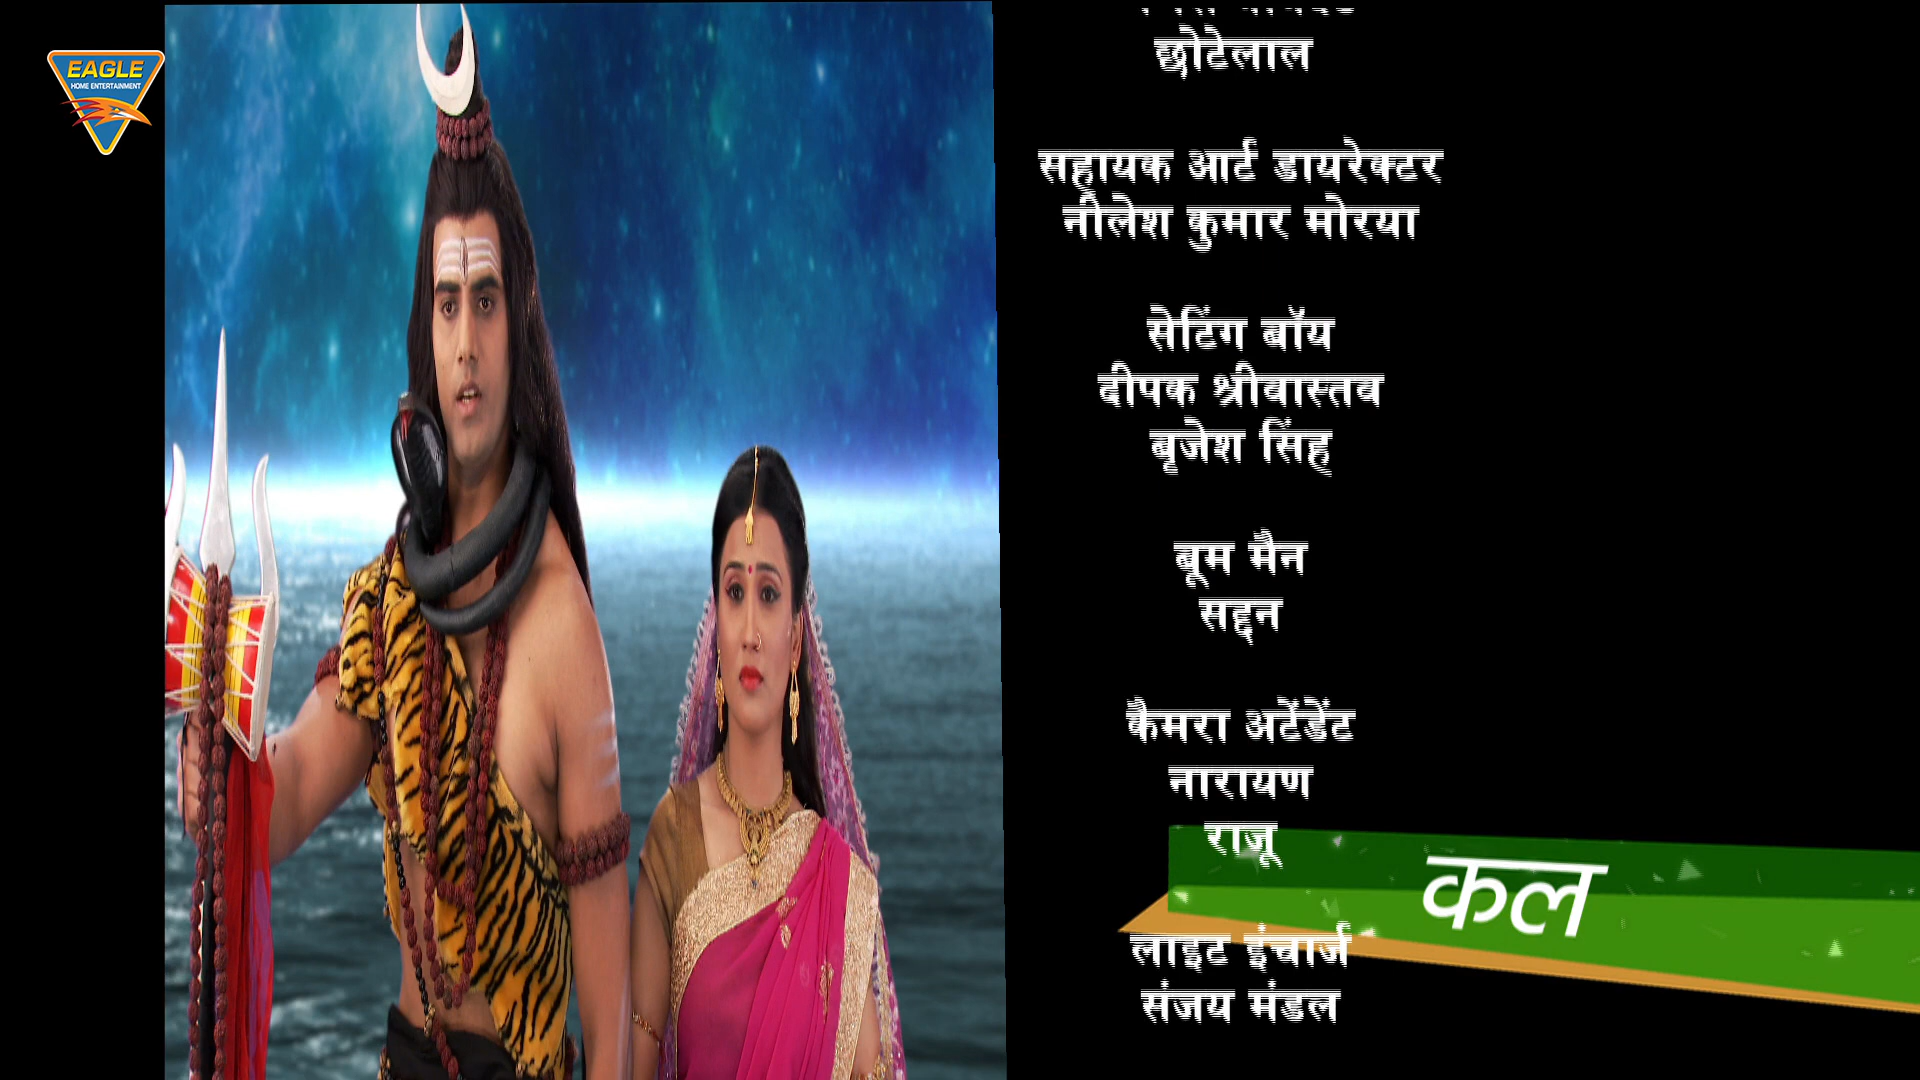 EAGLE
HOME ENTERTAINMENT
छोटेलाल
सहायक आर्ट डायरेक्टर
नीलेश कुमार मोरया
सेटिंग बॉय
दीपक श्रीवास्तव
बृजेश सिंह
बूम मैन
सद्दन
कैमरा अटेंडेंट
नारायण
राजू
कल
लाइट इंचार्ज
संजय मंडल